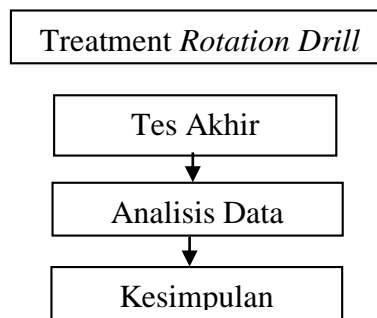 Treatment Rotation Drill
Tes Akhir
Analisis Data
Kesimpulan